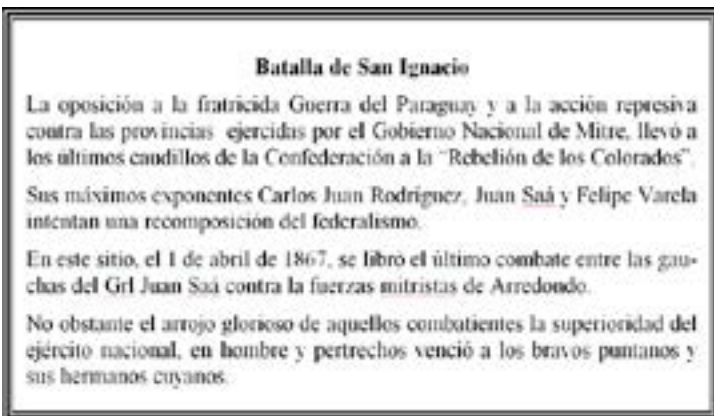 Batalla de San Ignacio
La oposición a la fratricida Guerra del Paraguay y a la acción represiva
contra las provincias ejercidas por el Gobierno Nacional de Mitre, llevó a
los últimos caudillos de la Confederación a la "Rebelión de los Colorados".
Sus máximos exponentes Carlos Juan Rodríguez, Juan Saá y Felipe Varela
intentan una recomposición del federalismo.
En este sitio, el 1 de abril de 1867, se libró el último combate entre las gau-
chas del Grl Juan Saá contra la fuerzas mitristas de Arredondo.
No obstante el arrojo glorioso de aquellos combatientes la superioridad del
ejército nacional, en hombre y pertrechos venció a los bravos puntanos y
sus hermanos cuyanos.